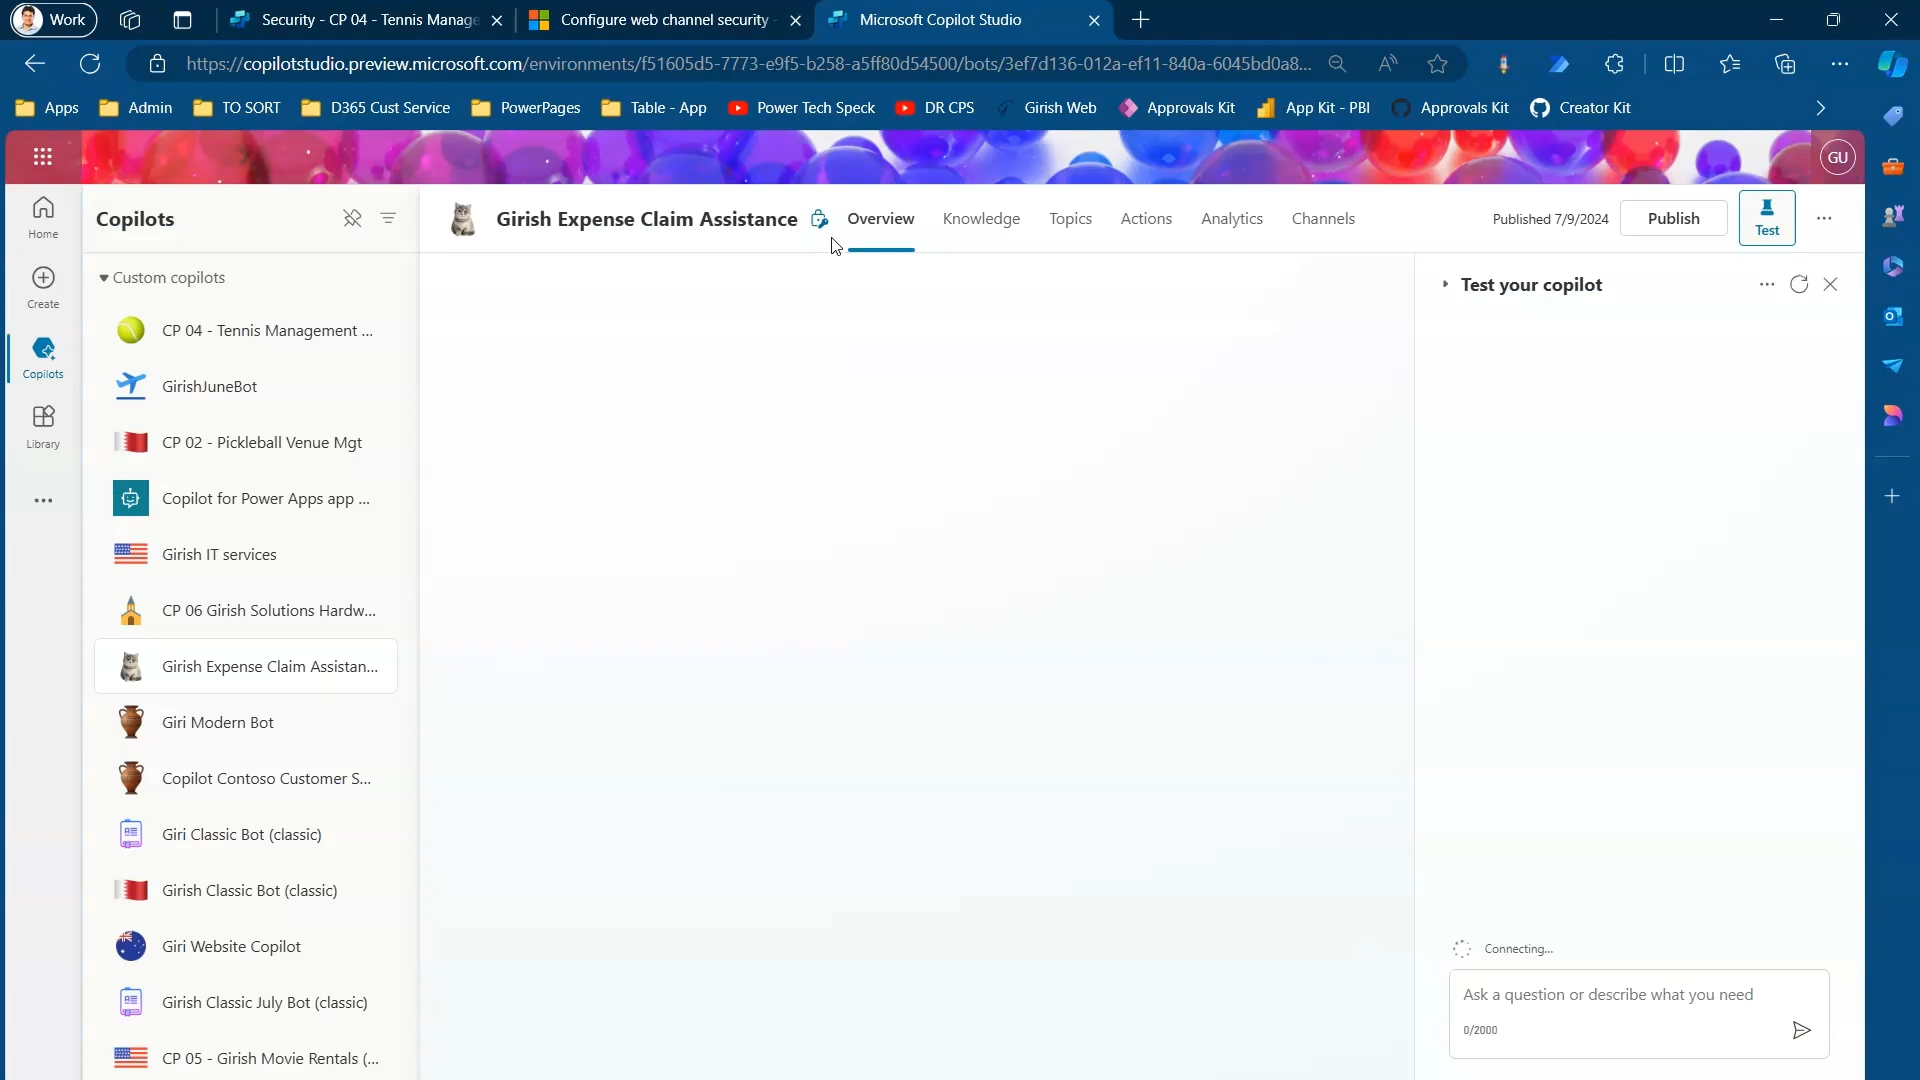 Work
Security - CP 04 - Tennis Manage
Configure web channel security
Microsoft Copilot Studio
https://copilotstudio.preview.microsoft.com/environments/f51605d5-7773-e9f5-b258-a5ff80d54500/bots/3ef7d136-012a-ef11-840a-6045bd0a8...
Apps
Admin
TO SORT
D365 Cust Service
PowerPages
Table - App
Power Tech Speck
DR CPS
Girish Web
Approvals Kit
App Kit - PBI
Approvals Kit
Creator Kit
GU
Home
Create
Copilots
Library
Copilots
Custom copilots
CP 04 - Tennis Management ...
GirishJuneBot
CP 02 - Pickleball Venue Mgt
Copilot for Power Apps app ...
Girish IT services
CP 06 Girish Solutions Hardw...
Girish Expense Claim Assistan...
Giri Modern Bot
Copilot Contoso Customer S...
Giri Classic Bot (classic)
Girish Classic Bot (classic)
Giri Website Copilot
Girish Classic July Bot (classic)
CP 05 - Girish Movie Rentals (...
Girish Expense Claim Assistance
Overview
Knowledge
Topics
Actions
Analytics
Channels
Published 7/9/2024
Publish
Test
Test your copilot
Connecting...
Ask a question or describe what you need
0/2000